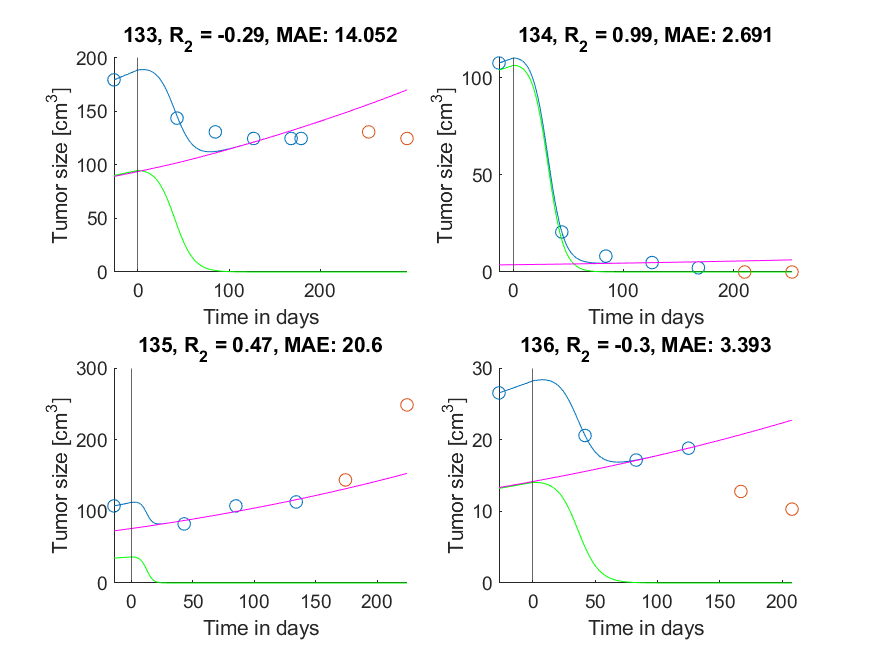 133, R2 = -0.29, MAE: 14.052
Tumor size [cm3]
200
150
100
50
0
0 100 200
Time in days
134, R2 = 0.99, MAE: 2.691
Tumor size [cm3]
100
50
0
0 100 200
Time in days
135, R2 = 0.47, MAE: 20.6
Tumor size [cm3]
300
200
100
0
0 50 100 150 200
Time in days
136, R2 = -0.3, MAE: 3.393
Tumor size [cm3]
30
20
10
0
0 50 100 150 200
Time in days